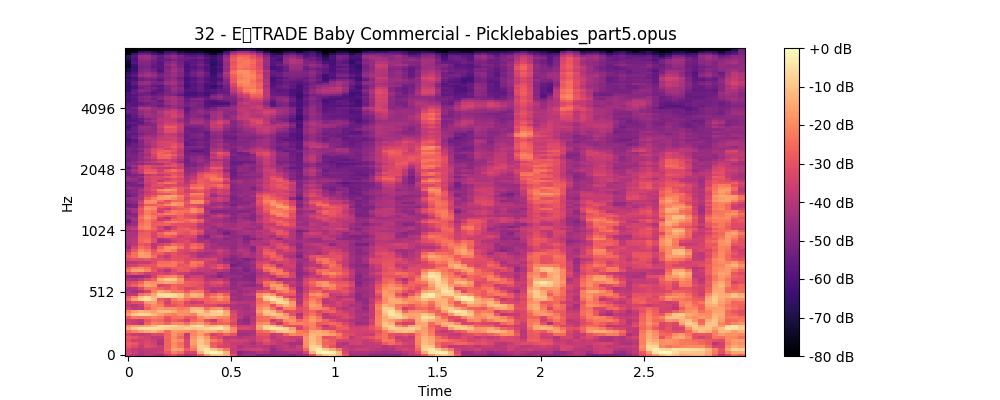 32 - E▯TRADE Baby Commercial - Picklebabies_part5.opus
+0 dB
4096
-10 dB
-20 dB
2048
-30 dB
Hz
-40 dB
1024
-50 dB
512
-60 dB
-70 dB
0
-80 dB
0 0.5 1 1.5 2 2.5
Time